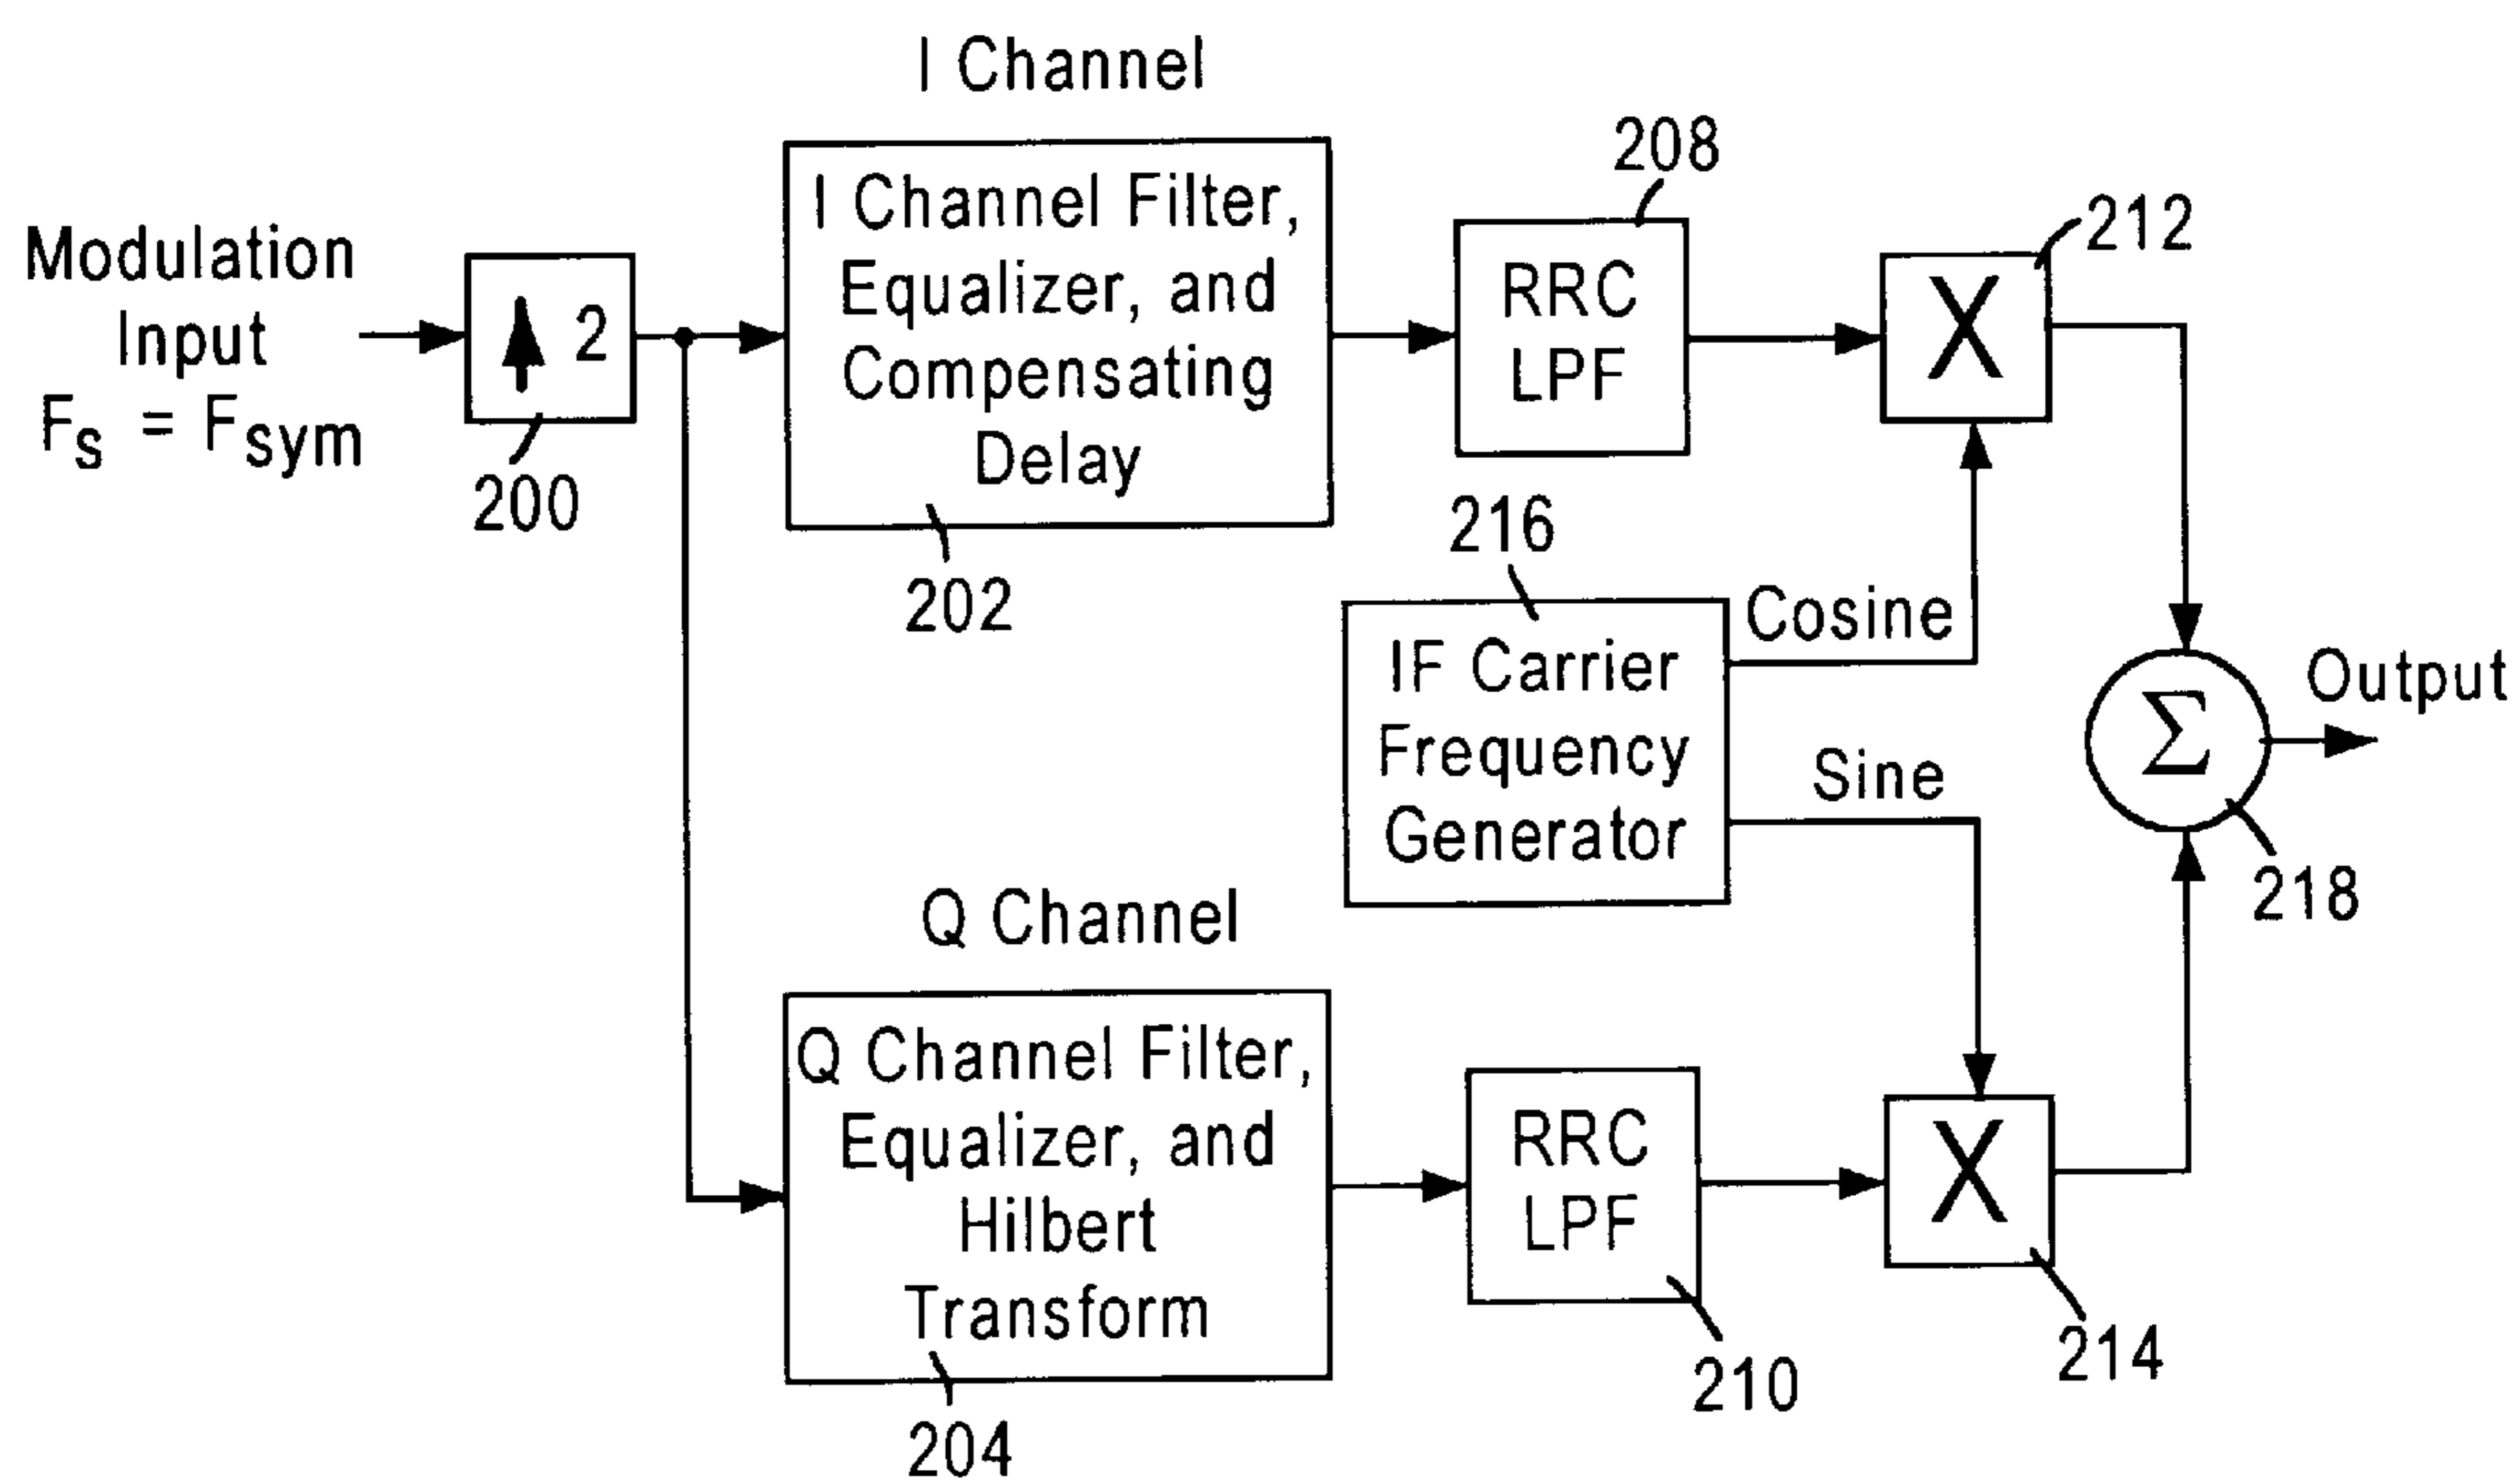 I Channel
Modulation
Input
Fs = Fsym
↑ 2
200
I Channel Filter,
Equalizer, and
Compensating
Delay
202
208
RRC
LPF
212
X
216
IF Carrier
Frequency
Generator
Cosine
Sine
Σ
Output
218
Q Channel
Q Channel Filter,
Equalizer, and
Hilbert
Transform
204
RRC
LPF
210
X
214